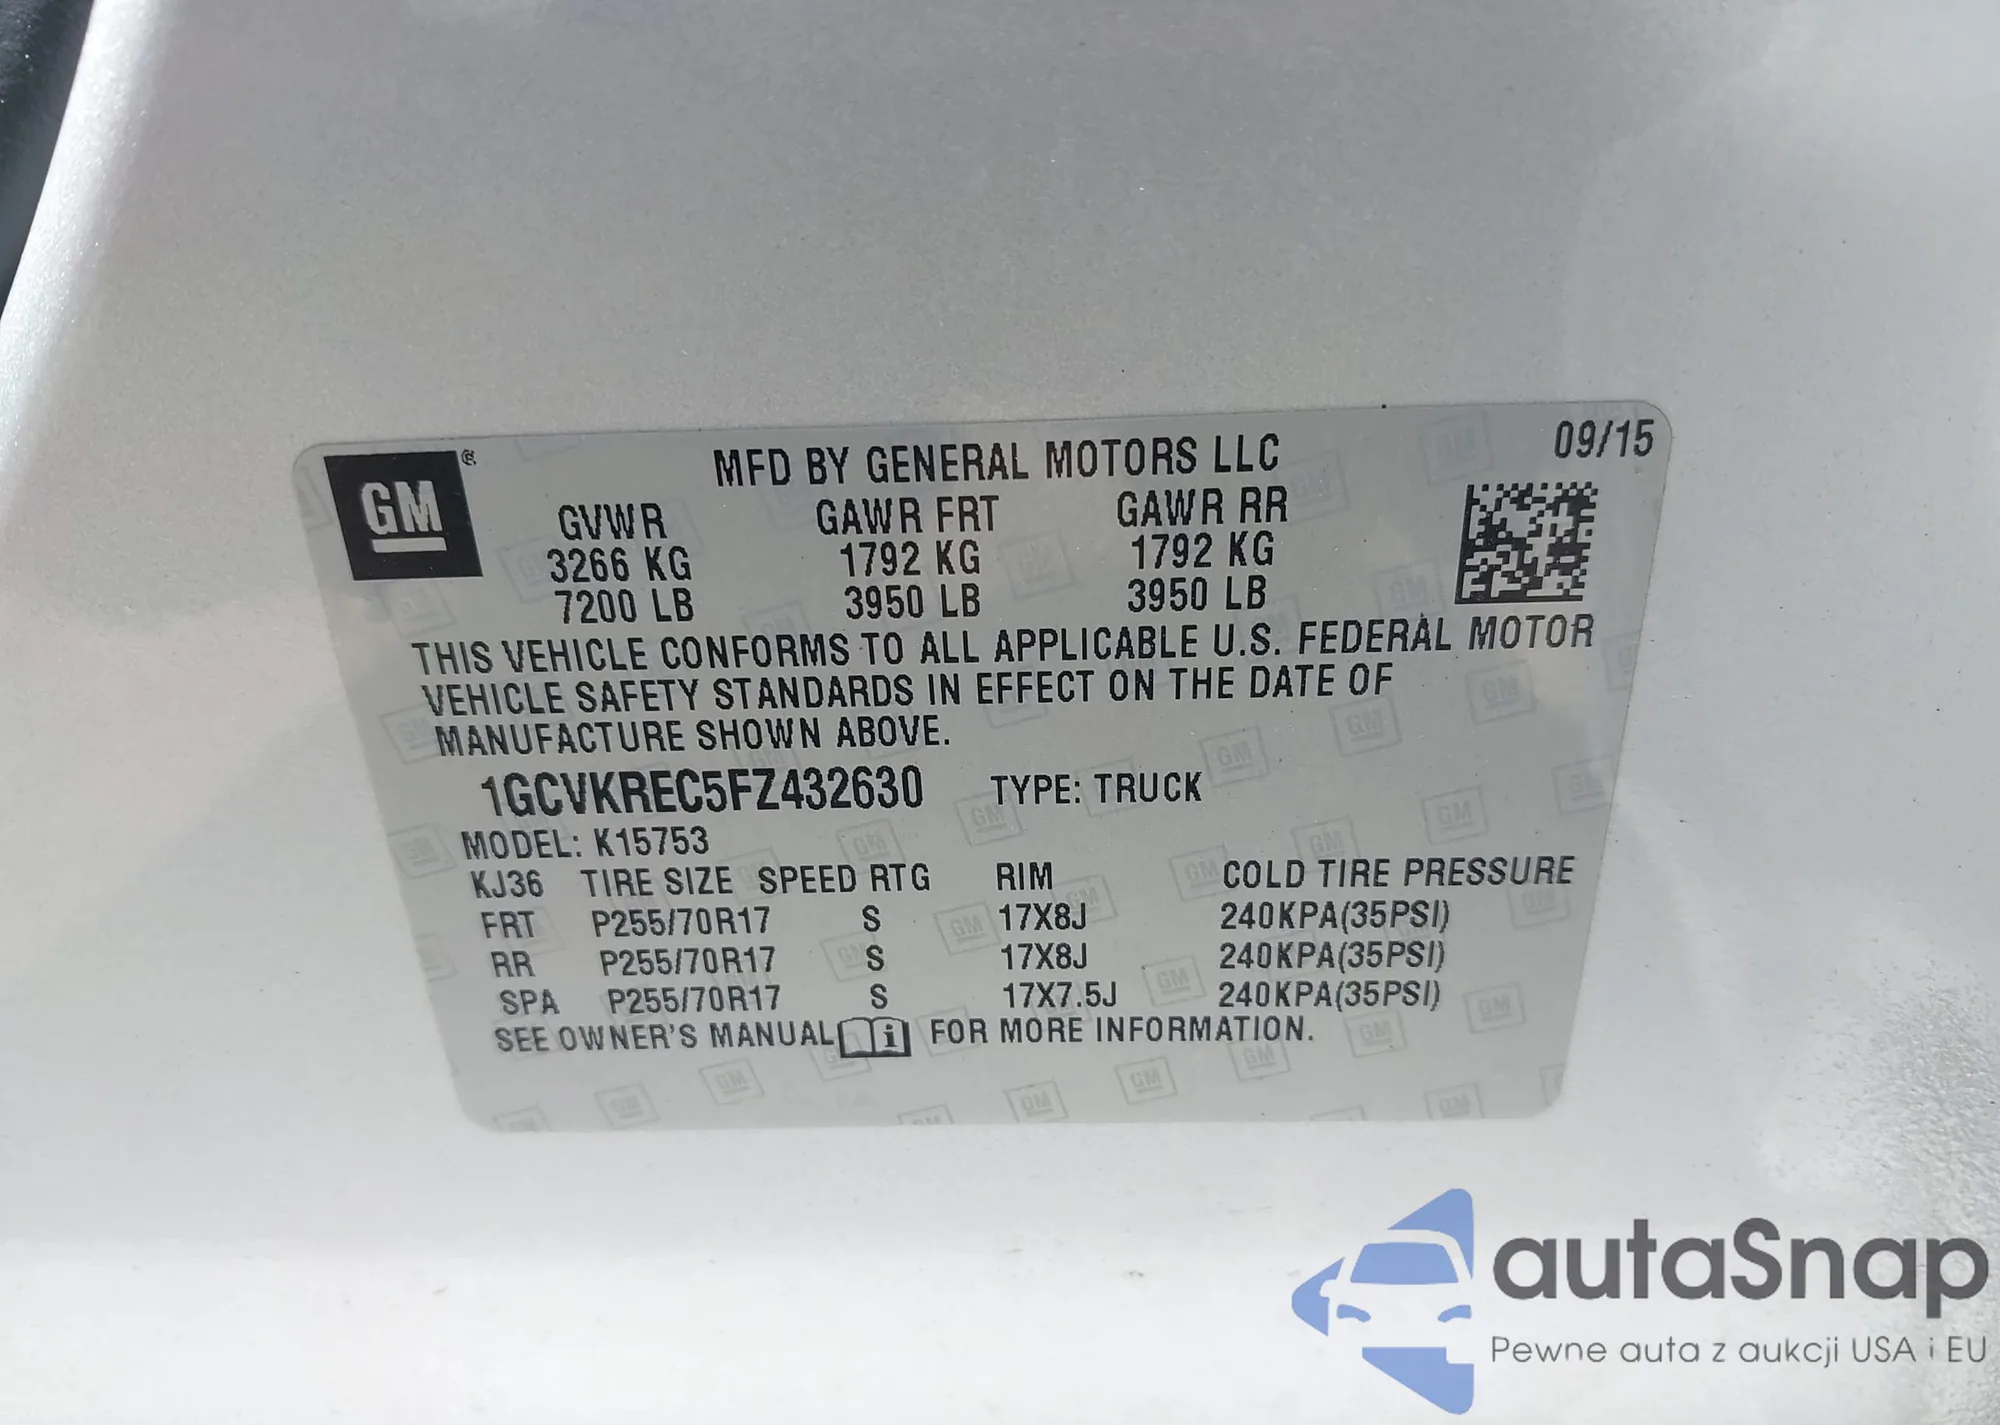 GM®
MFD BY GENERAL MOTORS LLC 09/15
GVWR GAWR FRT GAWR RR
3266 KG 1792 KG 1792 KG
7200 LB 3950 LB 3950 LB
THIS VEHICLE CONFORMS TO ALL APPLICABLE U.S. FEDERAL MOTOR
VEHICLE SAFETY STANDARDS IN EFFECT ON THE DATE OF
MANUFACTURE SHOWN ABOVE.
1GCVKREC5FZ432630 TYPE: TRUCK
MODEL: K15753
KJ36 TIRE SIZE SPEED RTG RIM COLD TIRE PRESSURE
FRT P255/70R17 S 17X8J 240KPA(35PSI)
RR P255/70R17 S 17X8J 240KPA(35PSI)
SPA P255/70R17 S 17X7.5J 240KPA(35PSI)
SEE OWNER'S MANUAL i FOR MORE INFORMATION.
autaSnap
Pewne auta z aukcji USA i EU